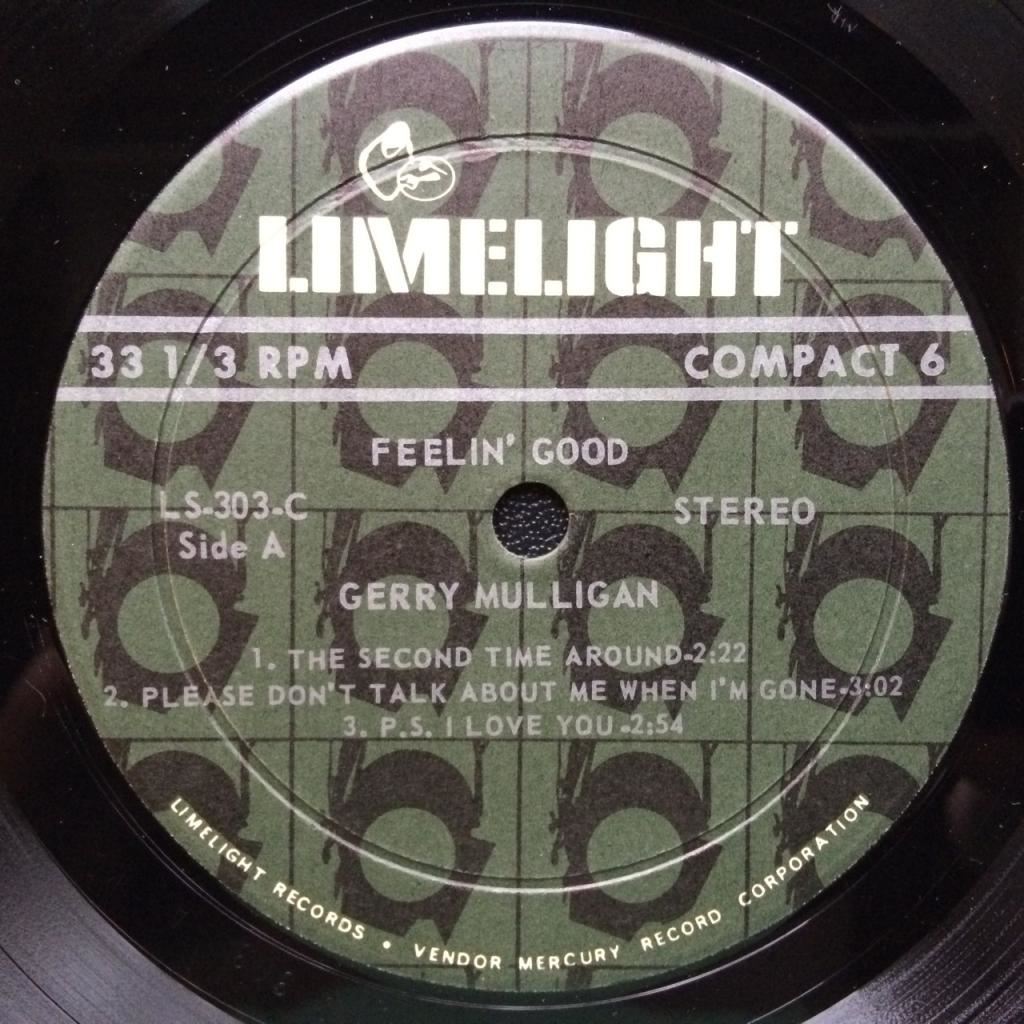 LIMELIGHT
33 1/3 RPM COMPACT 6
FEELIN' GOOD
LS-303-C STEREO
Side A
GERRY MULLIGAN
1. THE SECOND TIME AROUND-2:22
2. PLEASE DON'T TALK ABOUT ME WHEN I'M GONE-3:02
3. P.S. I LOVE YOU-2:54
LIMELIGHT RECORDS • VENDOR MERCURY RECORD CORPORATION